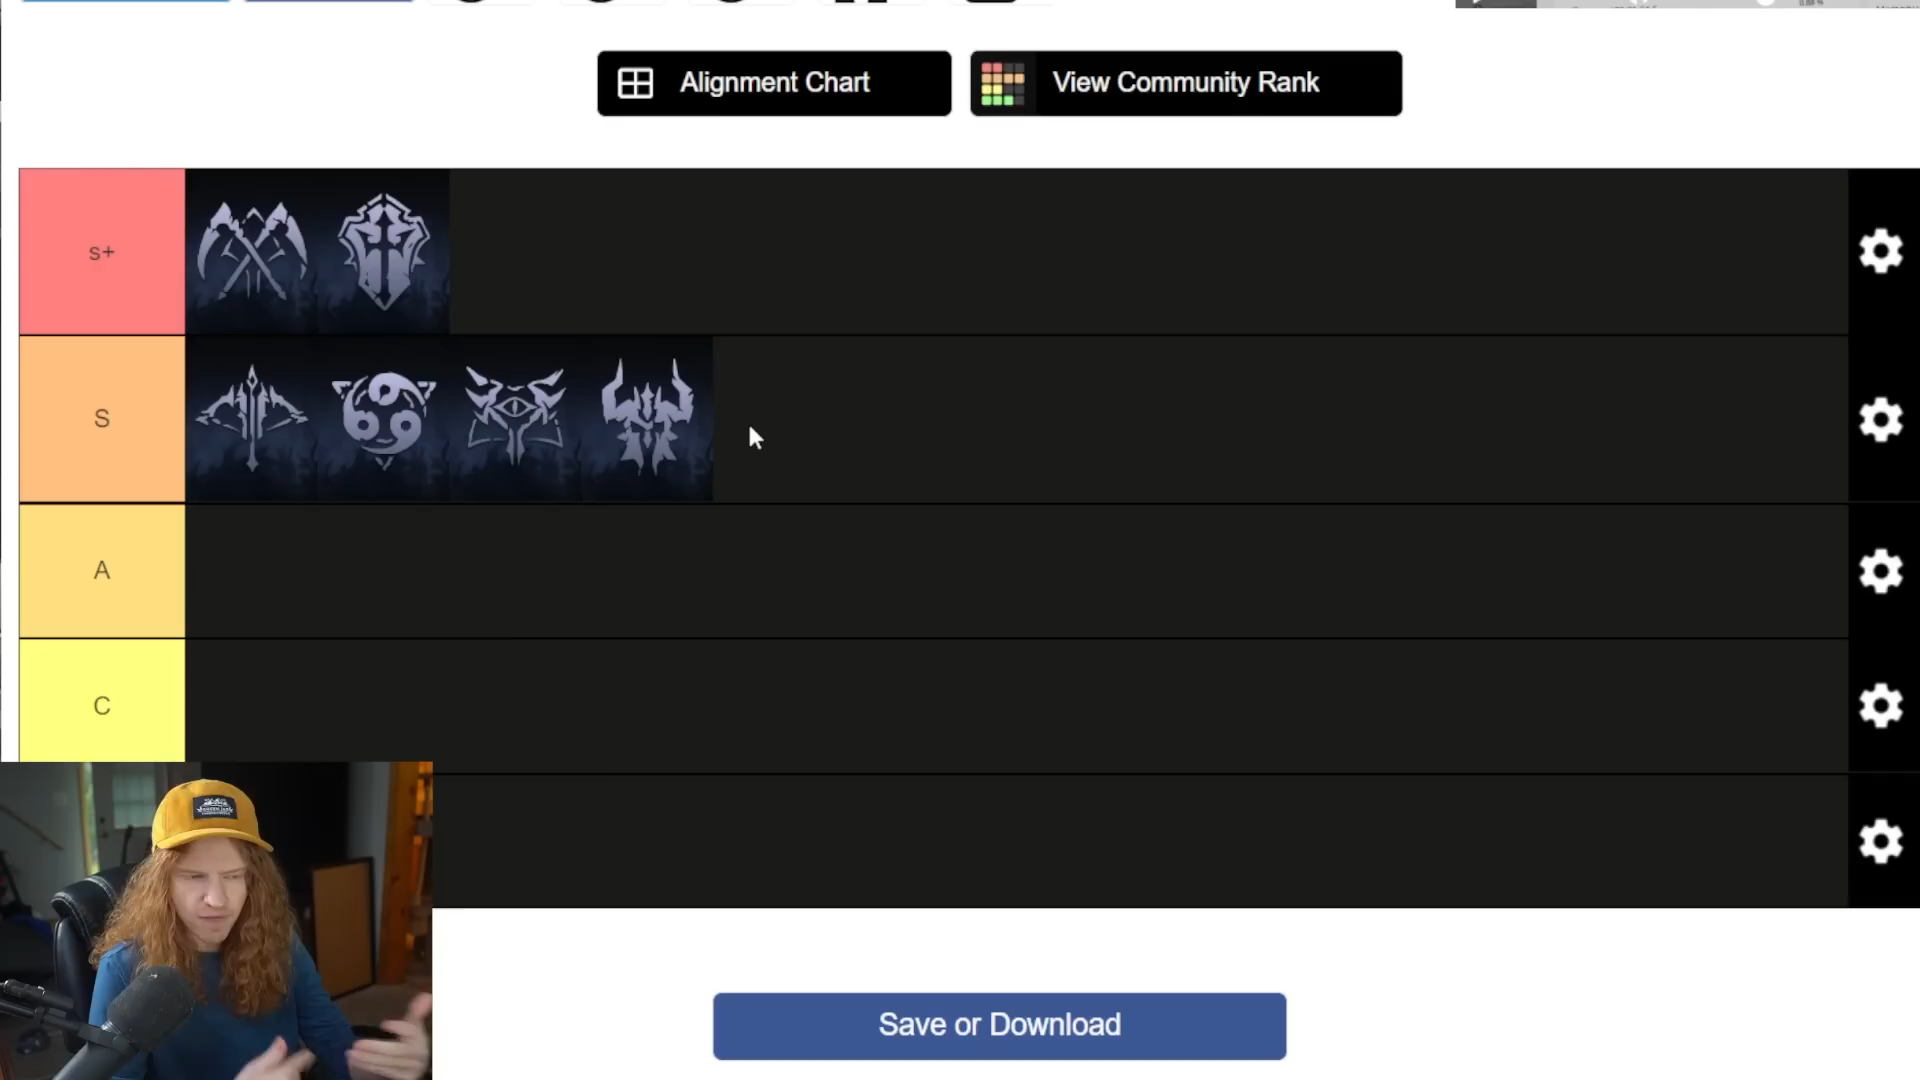 Alignment Chart
View Community Rank
s+
S
A
C
Save or Download